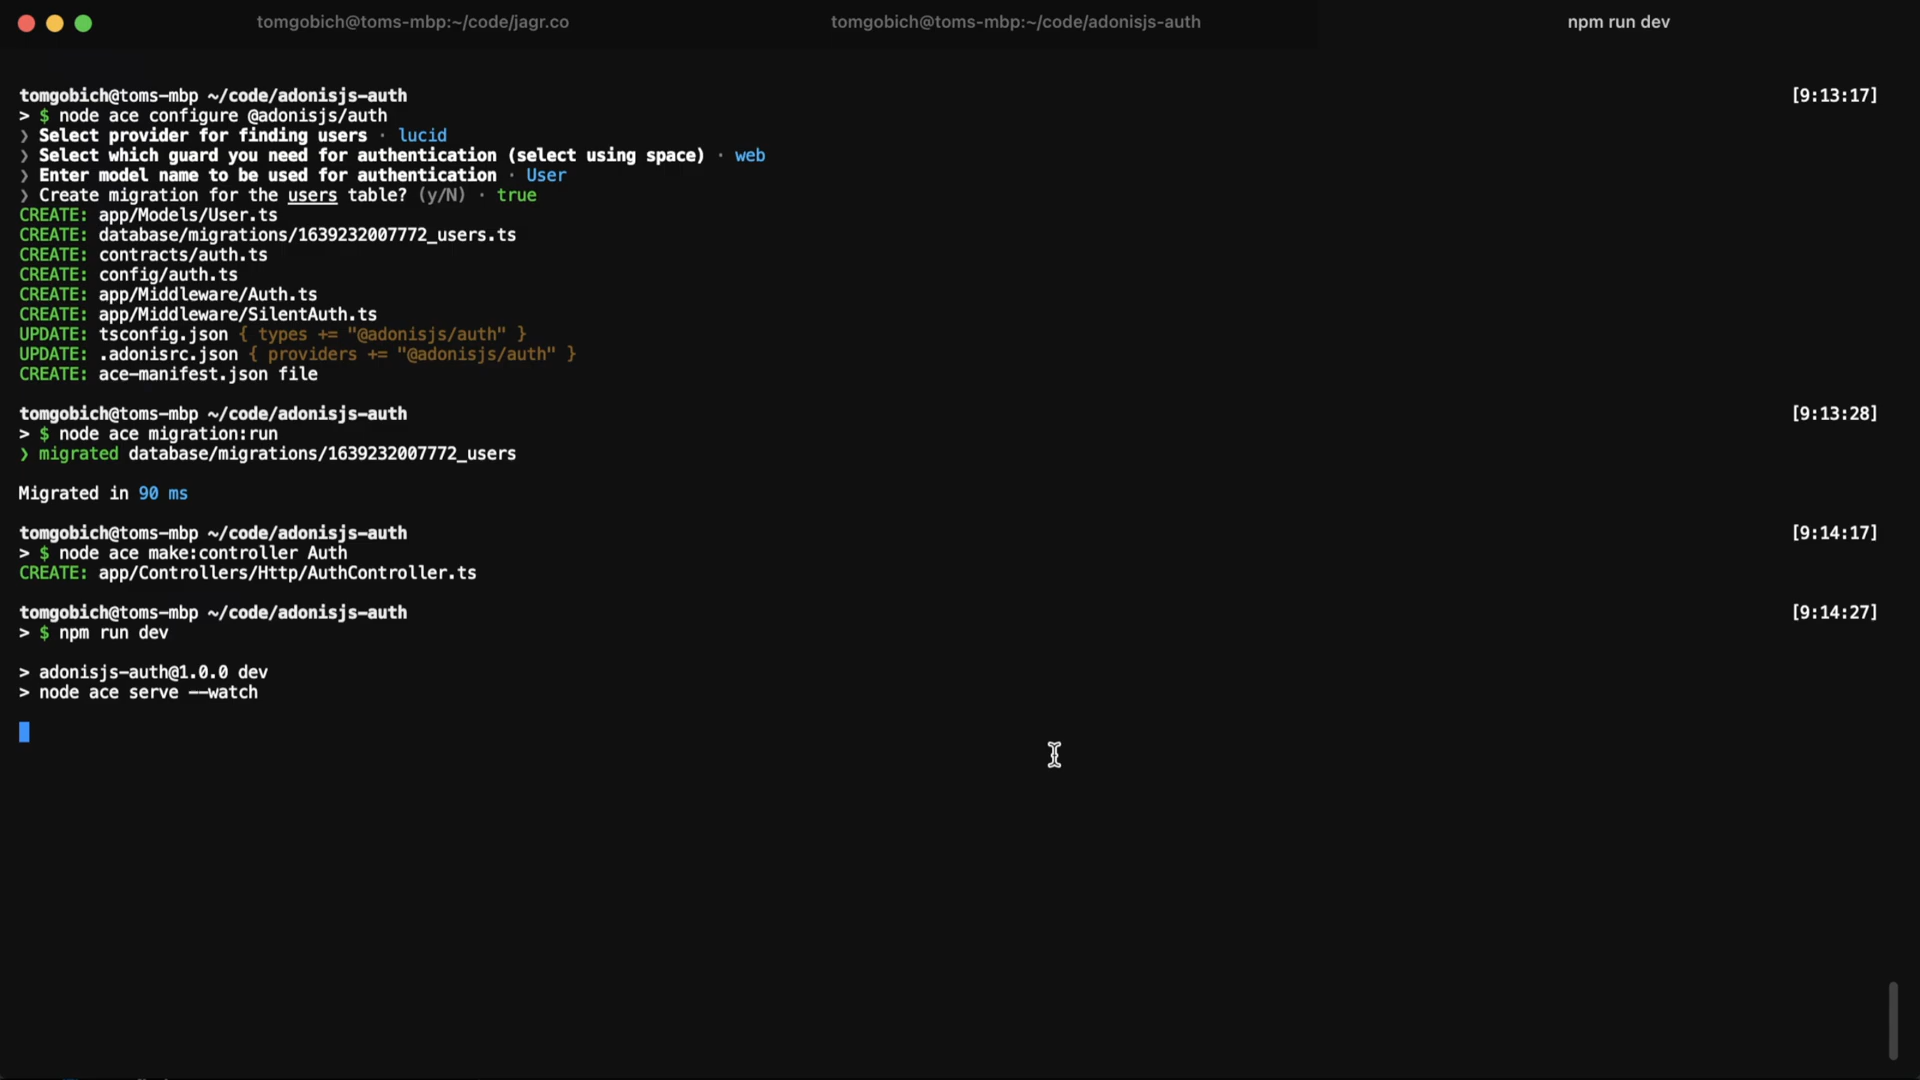 tomgobich@toms-mbp:~/code/jagr.co
tomgobich@toms-mbp:~/code/adonisjs-auth
npm run dev
tomgobich@toms-mbp ~/code/adonisjs-auth [9:13:17]
> $ node ace configure @adonisjs/auth
❯ Select provider for finding users · lucid
❯ Select which guard you need for authentication (select using space) · web
❯ Enter model name to be used for authentication · User
❯ Create migration for the users table? (y/N) · true
CREATE: app/Models/User.ts
CREATE: database/migrations/1639232007772_users.ts
CREATE: contracts/auth.ts
CREATE: config/auth.ts
CREATE: app/Middleware/Auth.ts
CREATE: app/Middleware/SilentAuth.ts
UPDATE: tsconfig.json { types += "@adonisjs/auth" }
UPDATE: .adonisrc.json { providers += "@adonisjs/auth" }
CREATE: ace-manifest.json file
tomgobich@toms-mbp ~/code/adonisjs-auth [9:13:28]
> $ node ace migration:run
❯ migrated database/migrations/1639232007772_users
Migrated in 90 ms
tomgobich@toms-mbp ~/code/adonisjs-auth [9:14:17]
> $ node ace make:controller Auth
CREATE: app/Controllers/Http/AuthController.ts
tomgobich@toms-mbp ~/code/adonisjs-auth [9:14:27]
> $ npm run dev
> adonisjs-auth@1.0.0 dev
> node ace serve --watch